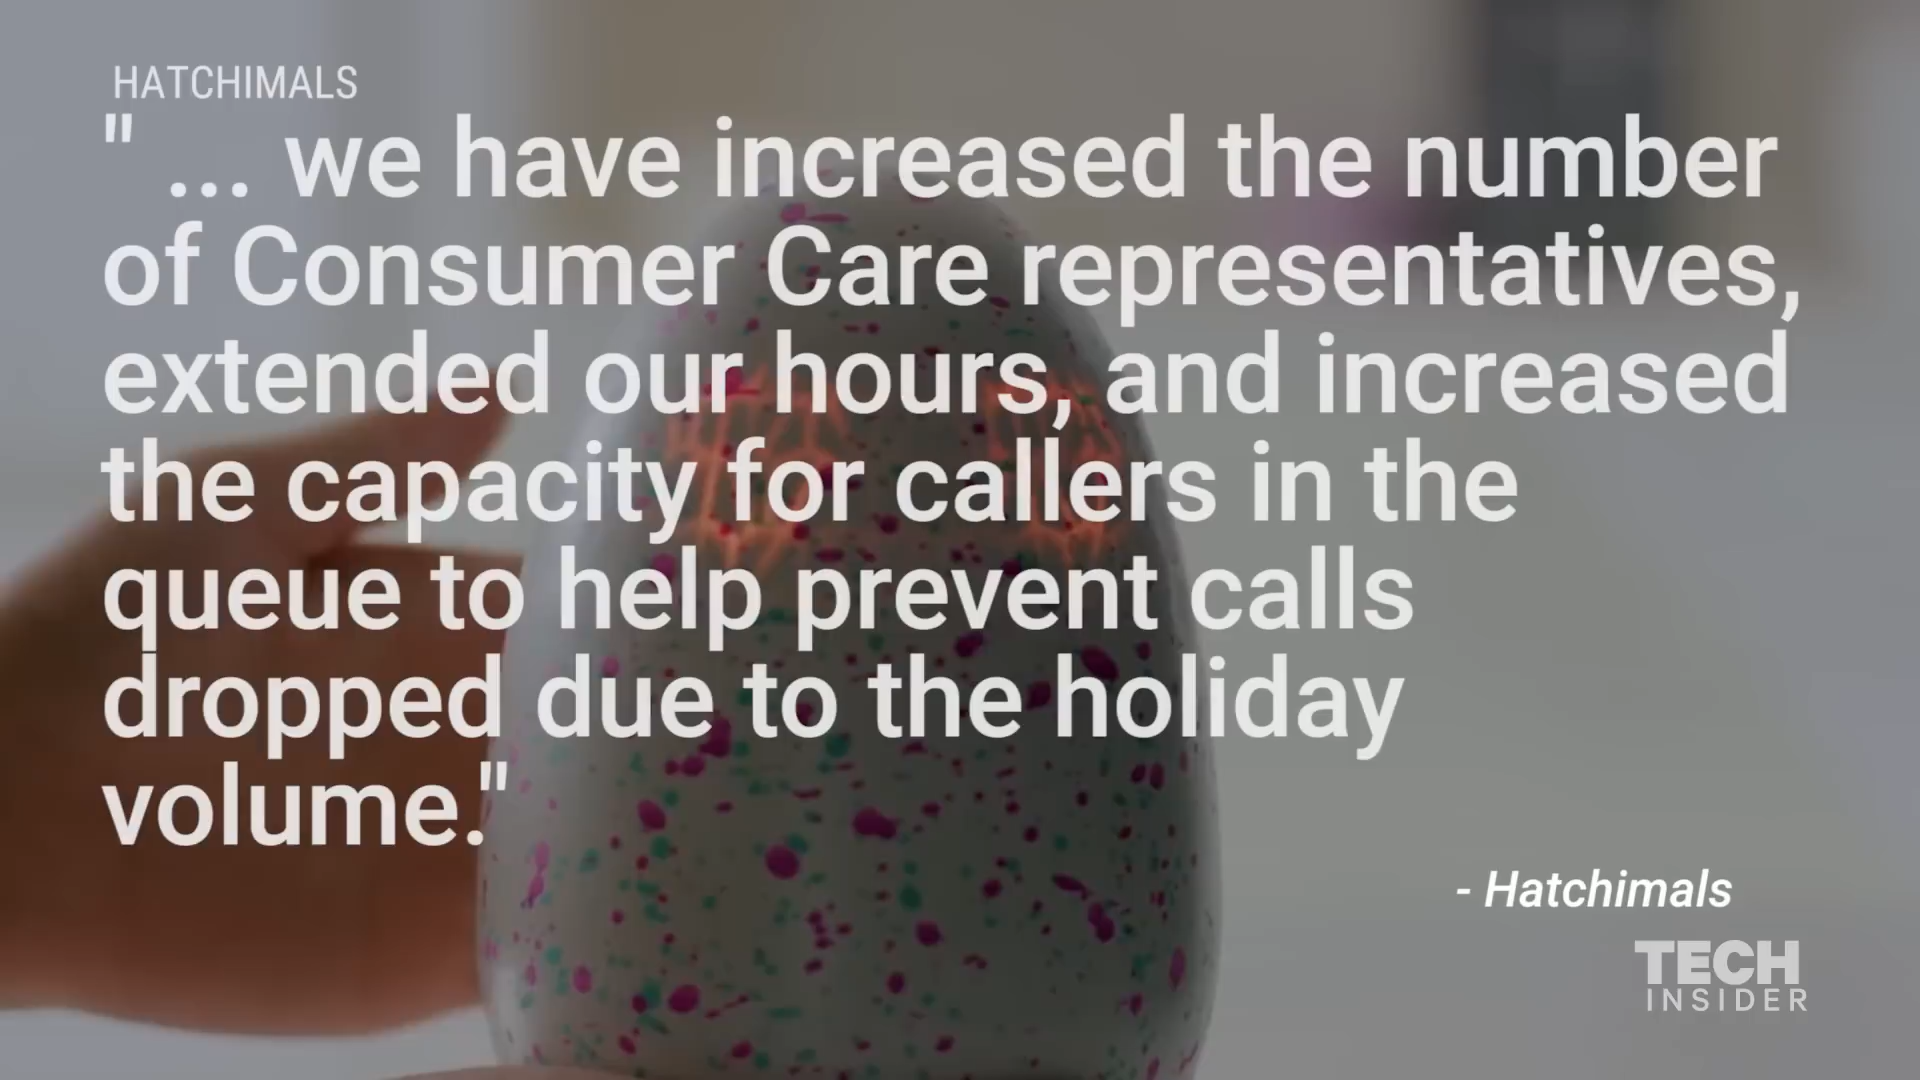 HATCHIMALS
" ... we have increased the number
of Consumer Care representatives,
extended our hours, and increased
the capacity for callers in the
queue to help prevent calls
dropped due to the holiday
volume."
- Hatchimals
TECH
INSIDER